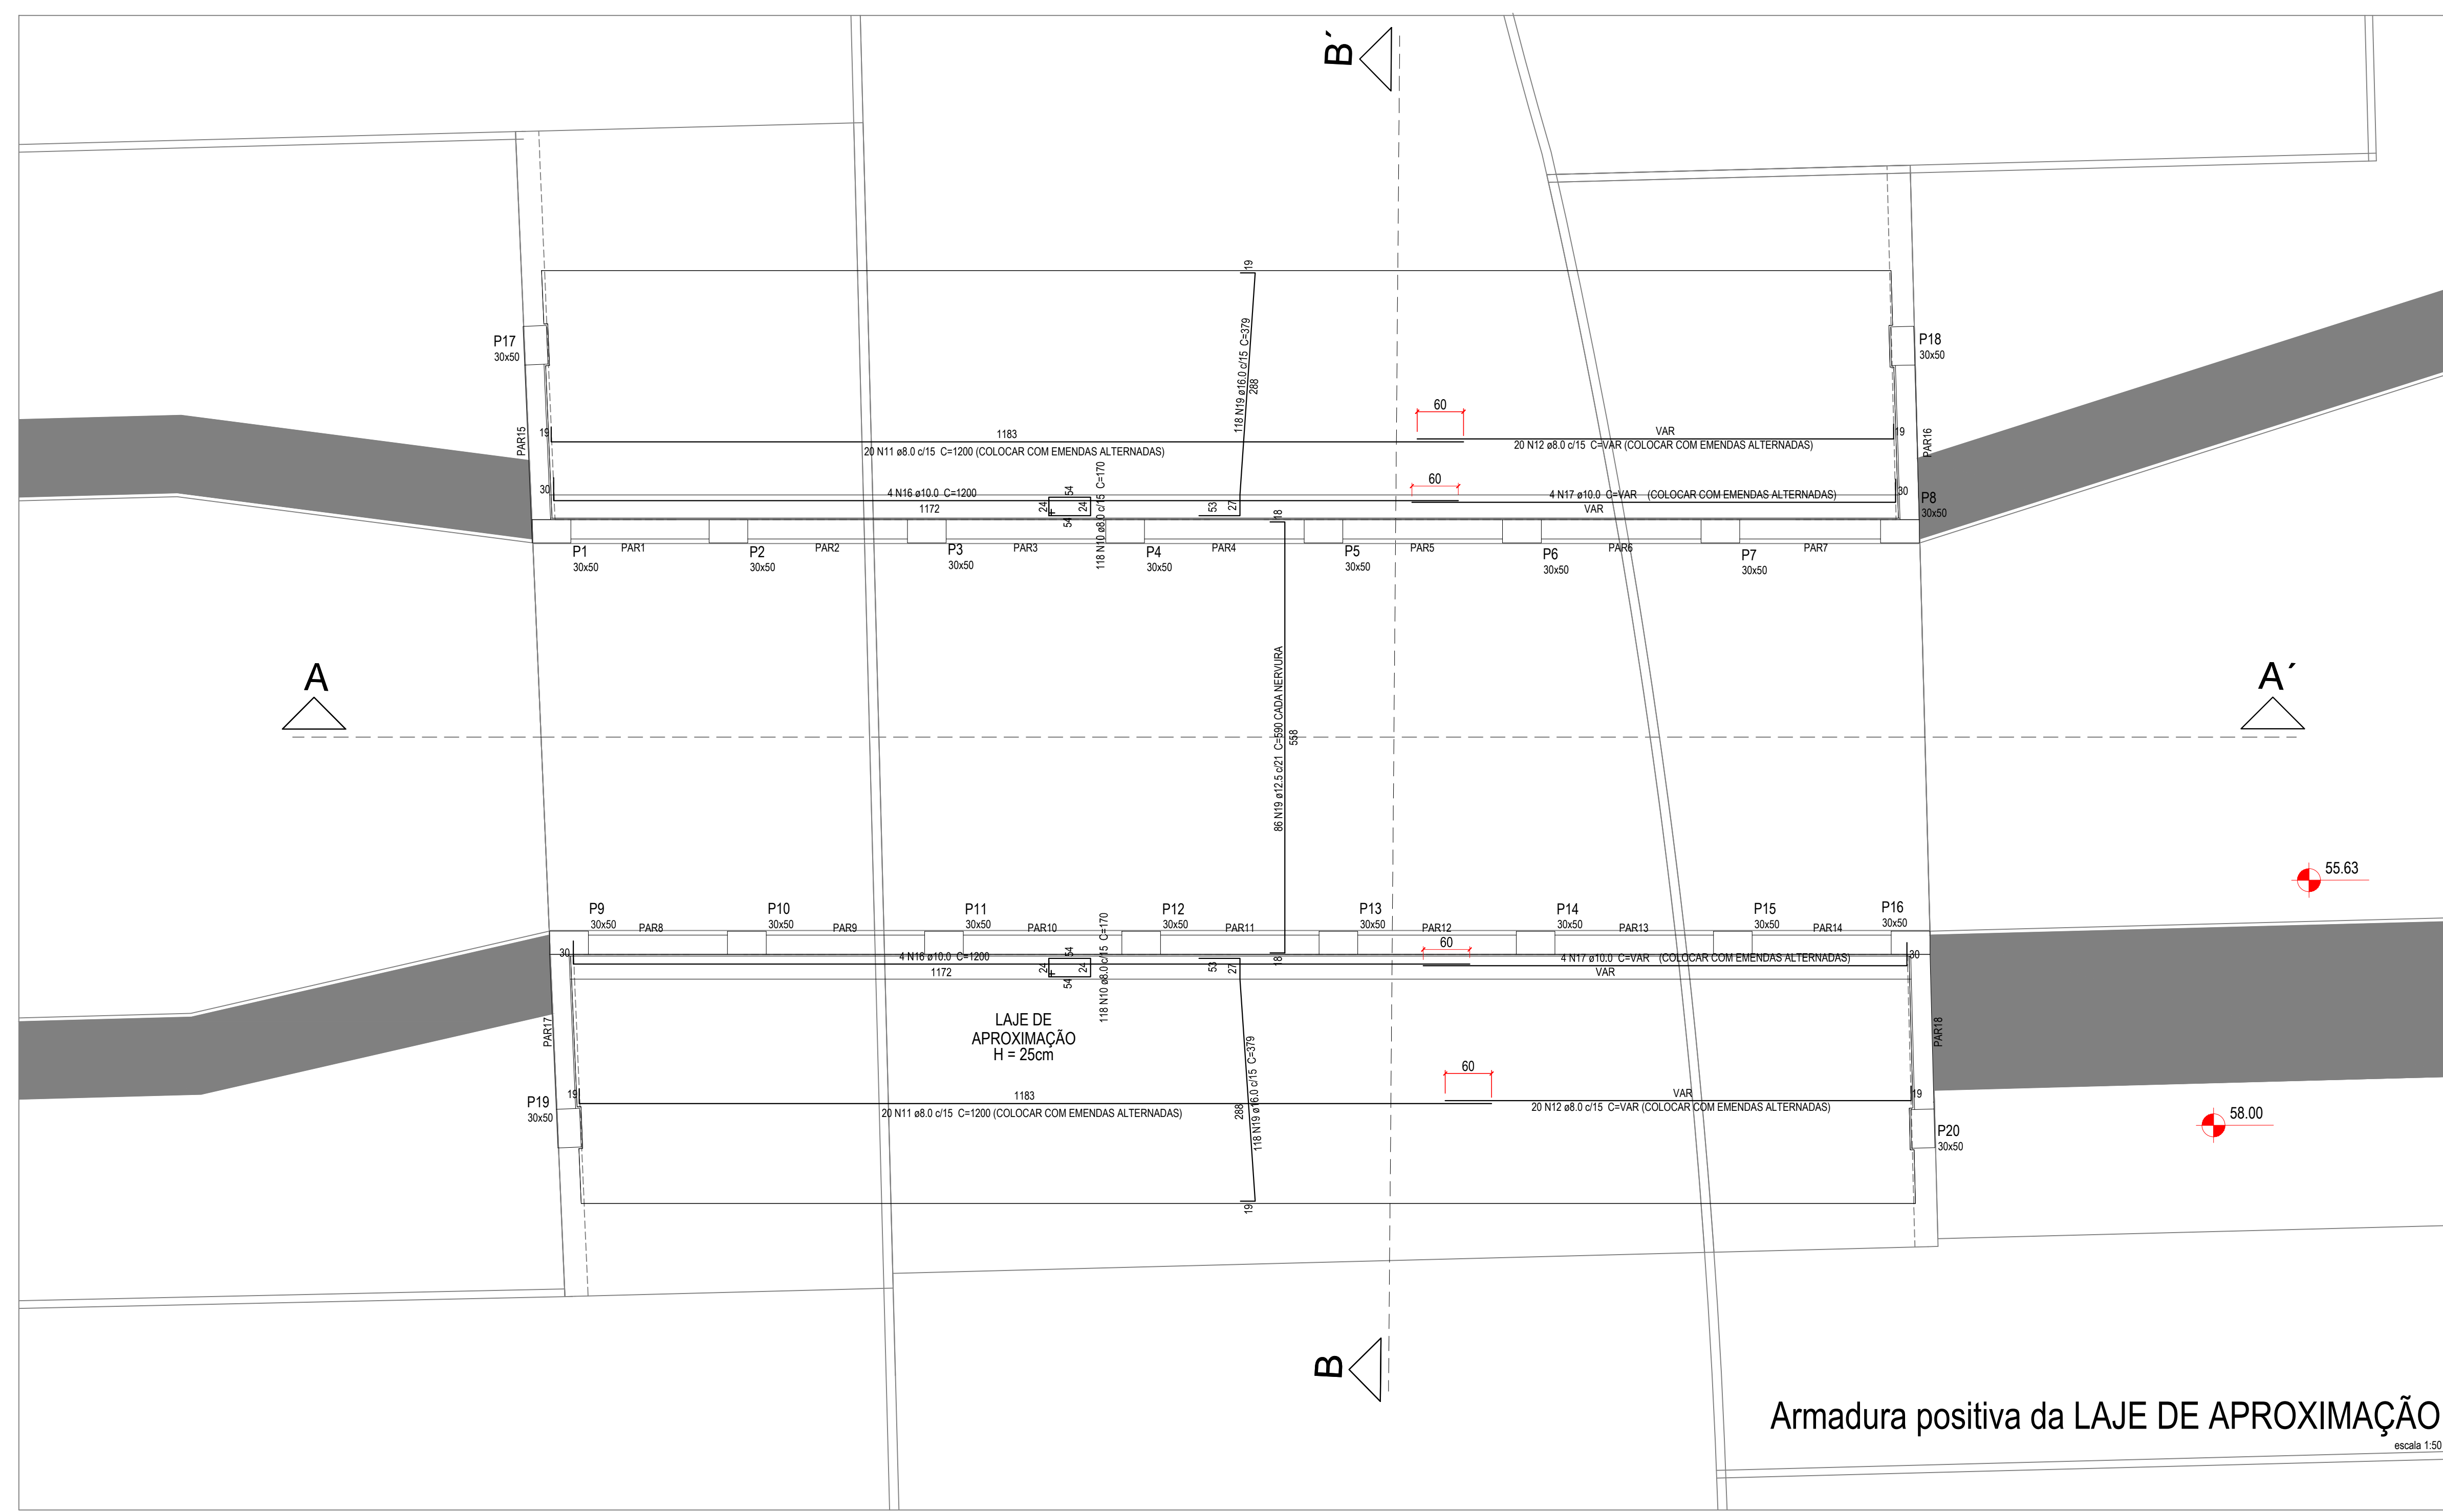 B´
19
118 N19 ø16.0 c/15 C=379
288
P17
30x50
P18
30x50
PAR15
PAR16
60
19
1183
20 N11 ø8.0 c/15 C=1200 (COLOCAR COM EMENDAS ALTERNADAS)
VAR
20 N12 ø8.0 c/15 C=VAR (COLOCAR COM EMENDAS ALTERNADAS)
19
60
30
4 N16 ø10.0 C=1200
1172
54
24
24
54
118 N10 ø8.0 c/15 C=170
53
27
4 N17 ø10.0 C=VAR (COLOCAR COM EMENDAS ALTERNADAS)
VAR
30
P8
30x50
18
P1
30x50
PAR1
P2
30x50
PAR2
P3
30x50
PAR3
P4
30x50
PAR4
P5
30x50
PAR5
P6
30x50
PAR6
P7
30x50
PAR7
A
A´
86 N19 ø12.5 c/21 C=590 CADA NERVURA
558
55.63
P9
30x50
PAR8
P10
30x50
PAR9
P11
30x50
PAR10
P12
30x50
PAR11
P13
30x50
PAR12
P14
30x50
PAR13
P15
30x50
PAR14
P16
30x50
60
30
4 N16 ø10.0 C=1200
1172
54
24
24
54
118 N10 ø8.0 c/15 C=170
53
27
18
4 N17 ø10.0 C=VAR (COLOCAR COM EMENDAS ALTERNADAS)
VAR
30
PAR17
PAR18
LAJE DE
APROXIMAÇÃO
H = 25cm
60
19
1183
20 N11 ø8.0 c/15 C=1200 (COLOCAR COM EMENDAS ALTERNADAS)
288
118 N19 ø16.0 c/15 C=379
VAR
20 N12 ø8.0 c/15 C=VAR (COLOCAR COM EMENDAS ALTERNADAS)
19
P19
30x50
P20
30x50
58.00
19
B
Armadura positiva da LAJE DE APROXIMAÇÃO
escala 1:50